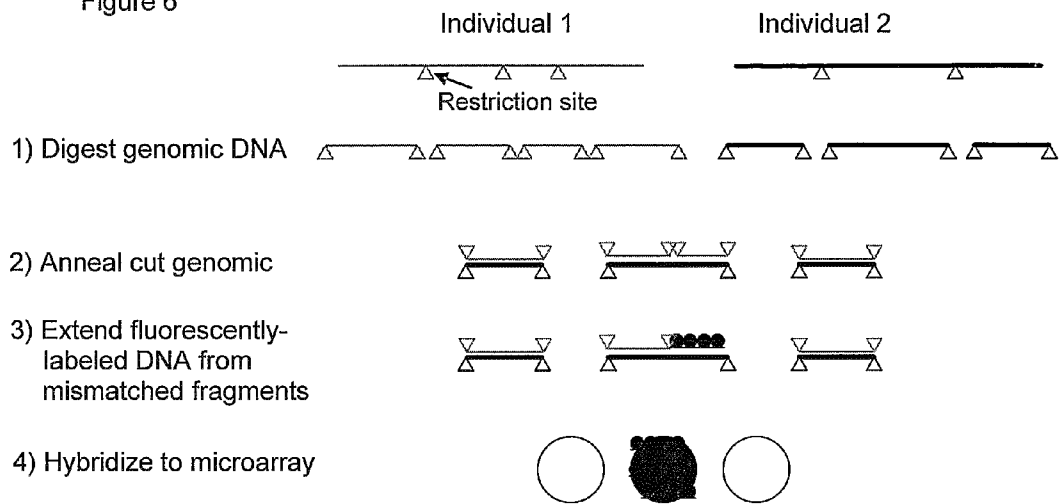 Figure 6
Individual 1 Individual 2
Restriction site
1) Digest genomic DNA
2) Anneal cut genomic
3) Extend fluorescently-
labeled DNA from
mismatched fragments
4) Hybridize to microarray